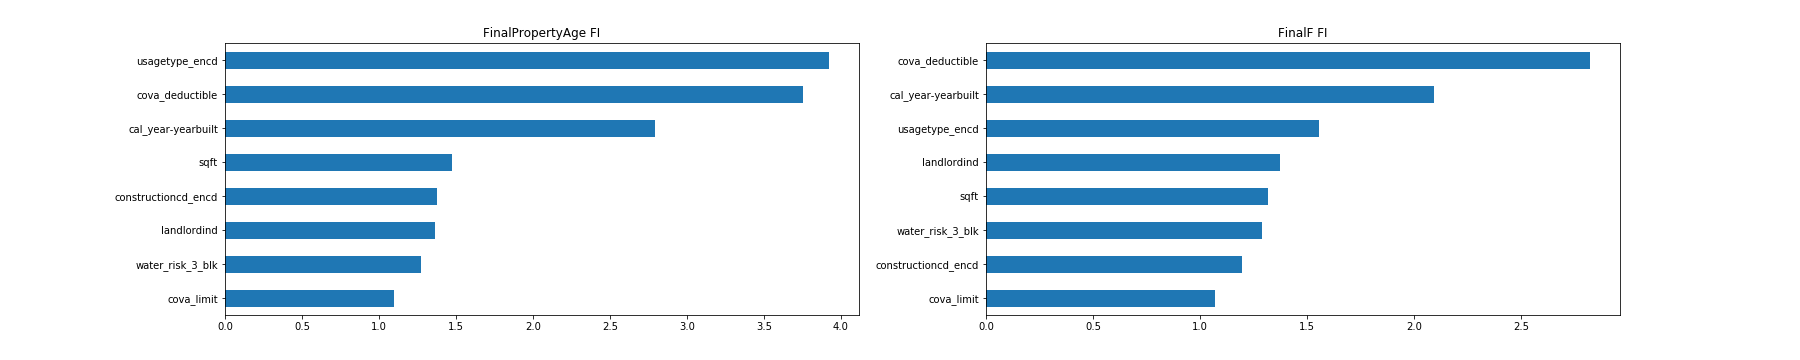 FinalPropertyAge FI
usagetype_encd
cova_deductible
cal_year-yearbuilt
sqft
constructioncd_encd
landlordind
water_risk_3_blk
cova_limit
0.0 0.5 1.0 1.5 2.0 2.5 3.0 3.5 4.0
FinalF FI
cova_deductible
cal_year-yearbuilt
usagetype_encd
landlordind
sqft
water_risk_3_blk
constructioncd_encd
cova_limit
0.0 0.5 1.0 1.5 2.0 2.5